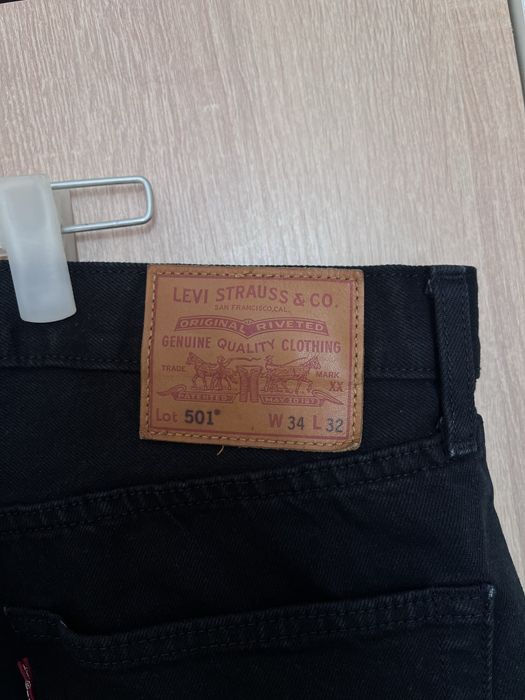 LEVI STRAUSS & CO.
SAN FRANCISCO, CAL.
ORIGINAL RIVETED
GENUINE QUALITY CLOTHING
TRADE MARK
XX
PATENTED MAY 20 1873
Lot 501® W 34 L 32